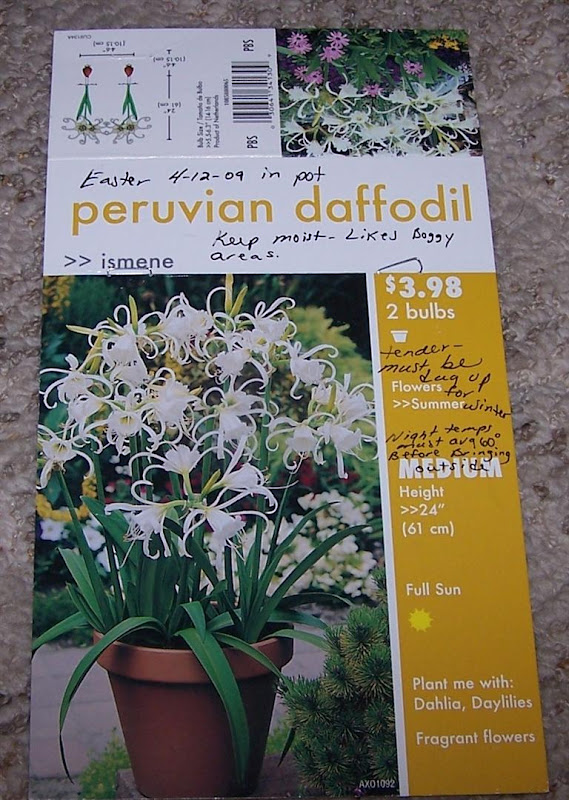 PBS
PBS
Easter 4-12-09 in pot
peruvian daffodil
Keep moist - Likes Boggy
areas.
>> ismene
$3.98
2 bulbs
tender -
must be
dug up
for
winter
Flowers
>>Summer
Night temps
must avg 60°
Before Bringing
outside
MEDIUM
Height
>>24"
(61 cm)
Full Sun
Plant me with:
Dahlia, Daylilies
Fragrant flowers
AXO1092